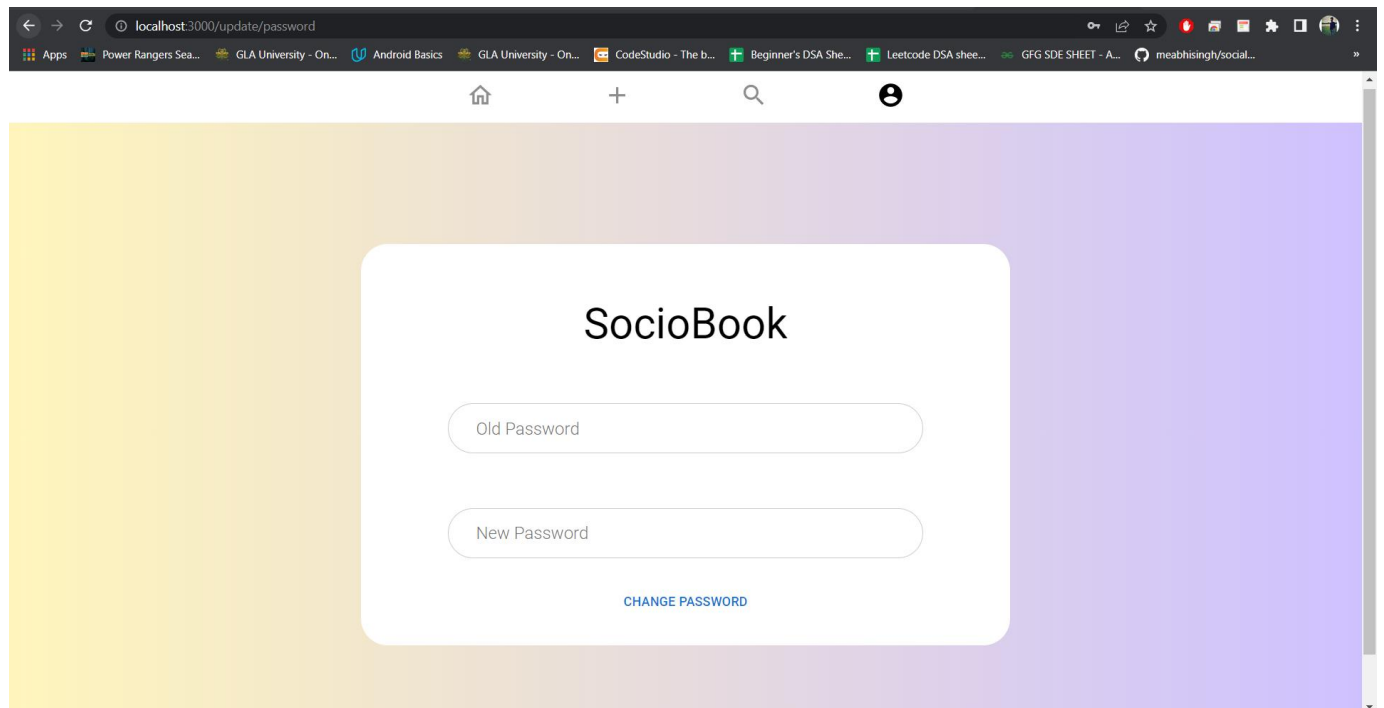 localhost:3000/update/password
Apps Power Rangers Sea... GLA University - On... Android Basics GLA University - On... CodeStudio - The b... Beginner's DSA She... Leetcode DSA shee... GFG SDE SHEET - A... meabhisingh/social... »
SocioBook
Old Password
New Password
CHANGE PASSWORD